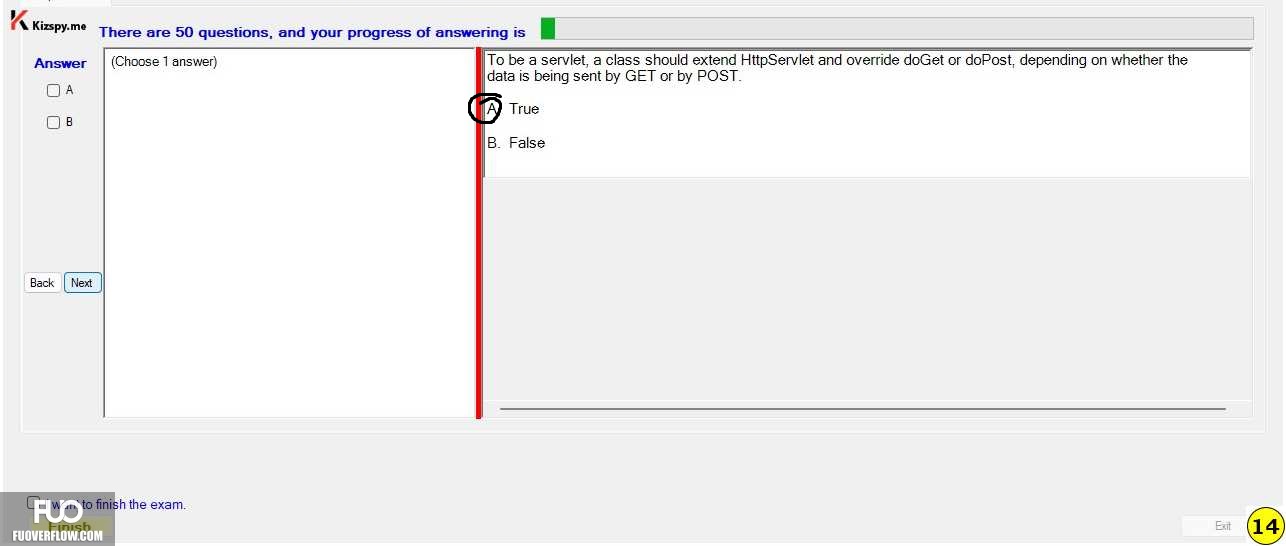 Kizspy.me
There are 50 questions, and your progress of answering is
Answer
A
B
(Choose 1 answer)
To be a servlet, a class should extend HttpServlet and override doGet or doPost, depending on whether the
data is being sent by GET or by POST.
A. True
B. False
Back Next
I want to finish the exam.
Finish
FUO
FUOVERFLOW.COM
Exit
14